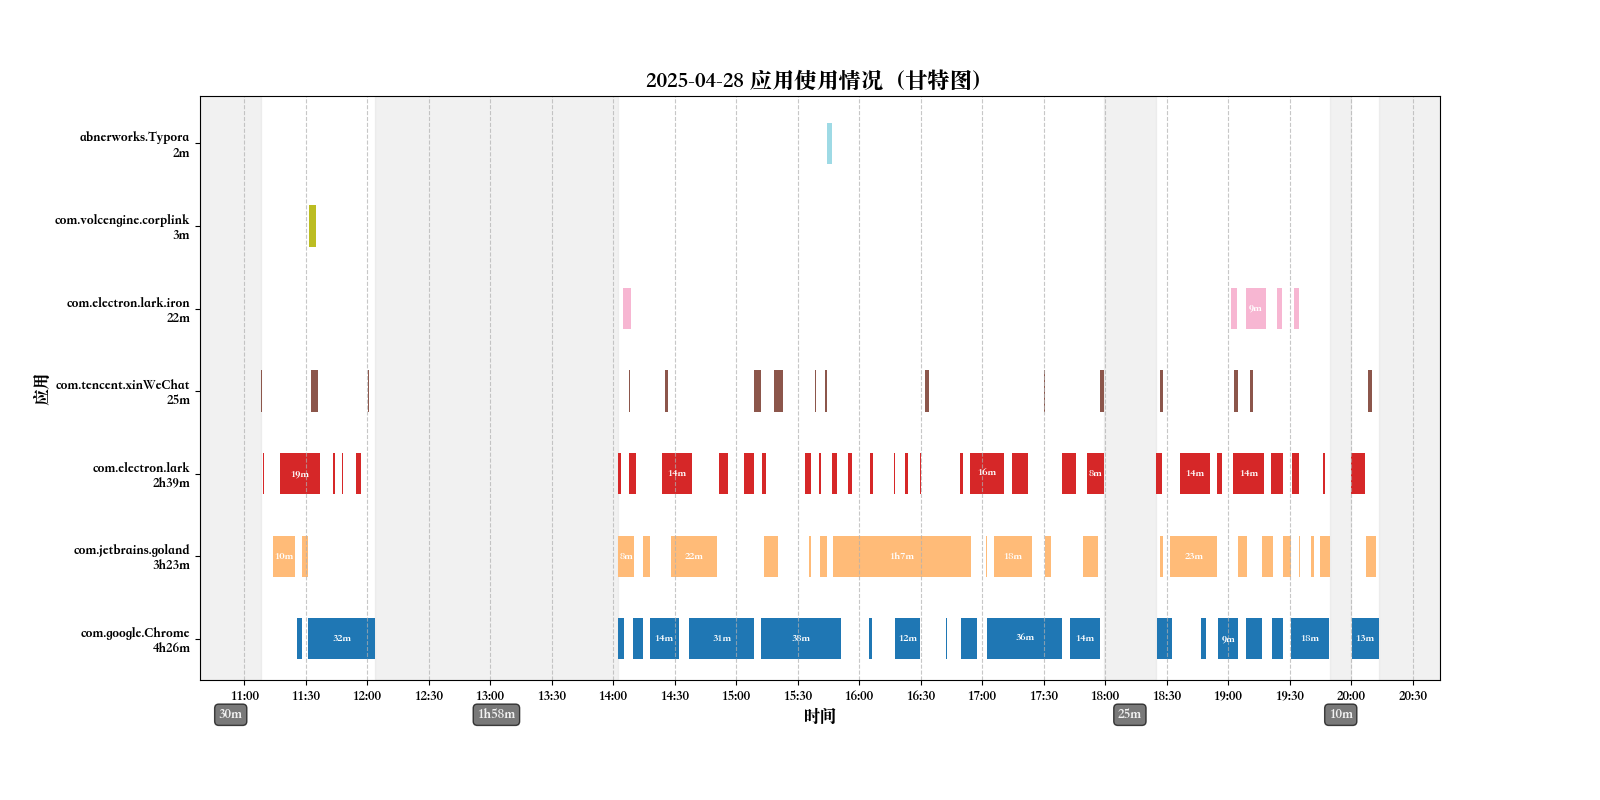 2025-04-28 应用使用情况（甘特图）
abnerworks.Typora
2m
com.volcengine.corplink
3m
com.electron.lark.iron
22m
9m
应用
com.tencent.xinWeChat
25m
com.electron.lark
2h39m
19m 14m 16m 8m 14m 14m
com.jetbrains.goland
3h23m
10m 8m 22m 1h7m 18m 23m
com.google.Chrome
4h26m
32m 14m 31m 38m 12m 36m 14m 9m 18m 13m
11:00 11:30 12:00 12:30 13:00 13:30 14:00 14:30 15:00 15:30 16:00 16:30 17:00 17:30 18:00 18:30 19:00 19:30 20:00 20:30
30m 1h58m 25m 10m
时间